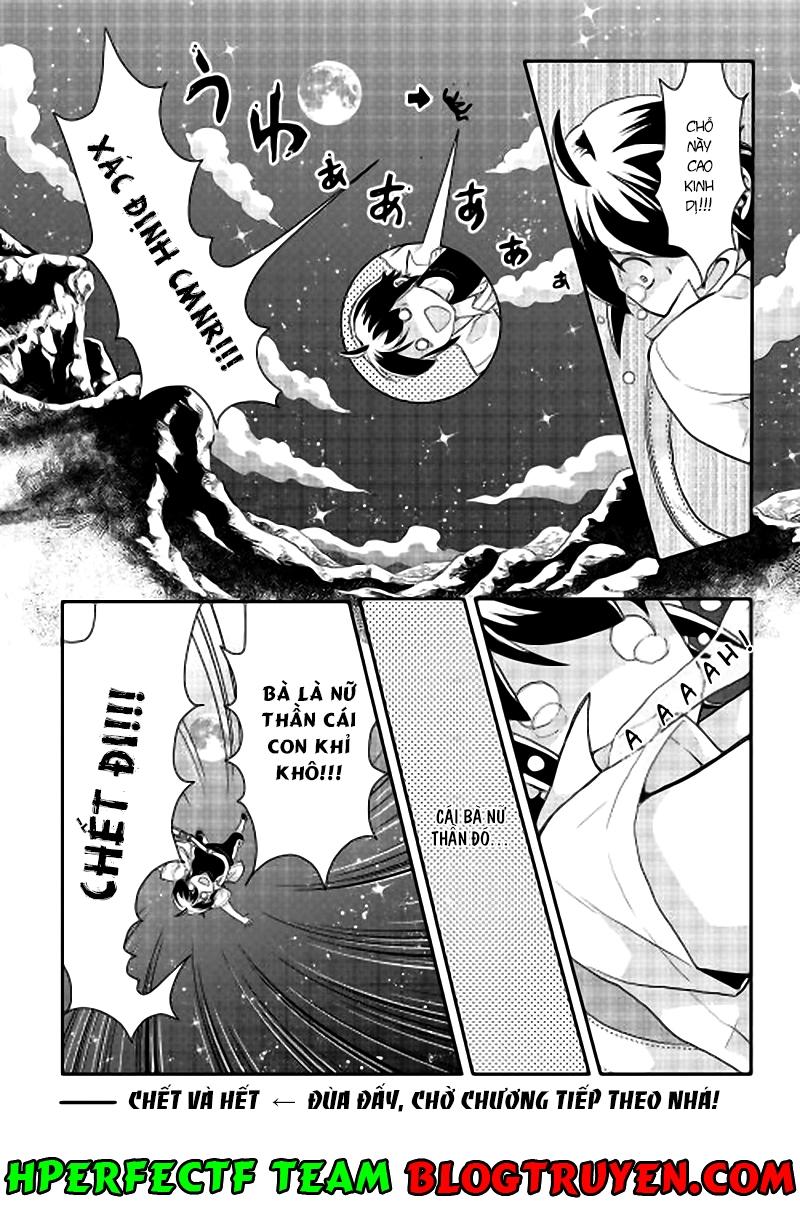 CHỖ
NÀY CAO
KINH
DỊ!!!
うわぁぁぁぁぁ
XÁC ĐỊNH CMNR!!!
AAAAÀH!
CÁI BÀ NỮ
THẦN ĐÓ...
BÀ LÀ NỮ
THẦN CÁI
CON KHỈ
KHÔ!!!
CHẾT ĐI!!!!
CHẾT VÀ HẾT ← ĐÙA ĐẤY, CHỜ CHƯƠNG TIẾP THEO NHÁ!
HPERFECTF TEAM BLOGTRUYEN.COM